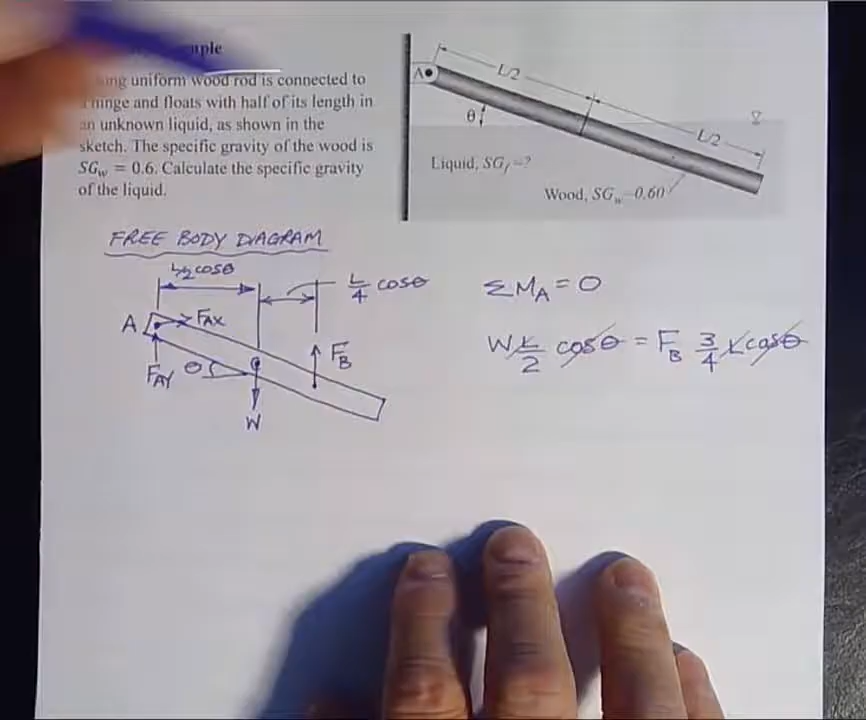 uniform wood rod is connected to
hinge and floats with half of its length in
an unknown liquid, as shown in the
sketch. The specific gravity of the wood is
SGw = 0.6. Calculate the specific gravity
of the liquid.
A
L/2
θ
L/2
Liquid, SGf=?
Wood, SGw=0.60
FREE BODY DIAGRAM
L/2 cosθ
L/4 cosθ
A
FAX
FB
FAY
θ
W
ΣMA = 0
W L/2 cosθ = FB 3/4 L cosθ